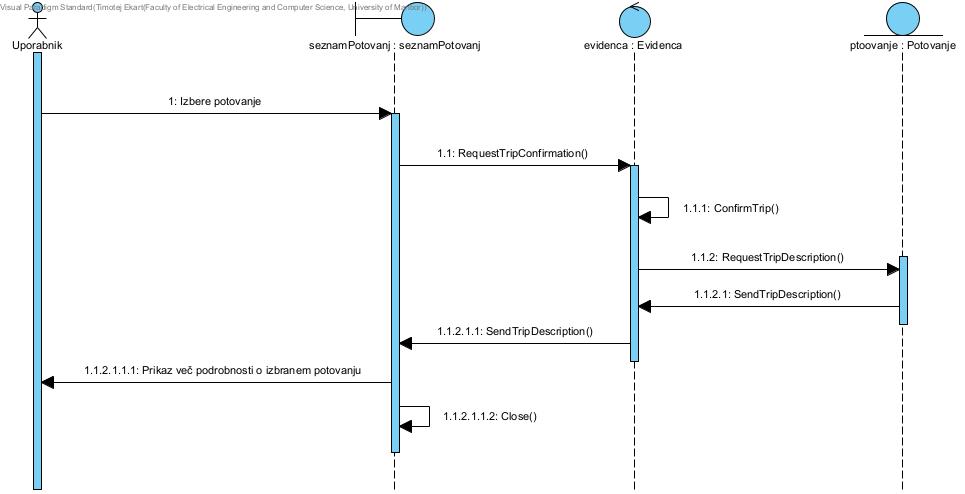 Visual Paradigm Standard(Timotej Ekart(Faculty of Electrical Engineering and Computer Science, University of Maribor))
Uporabnik
seznamPotovanj : seznamPotovanj
evidenca : Evidenca
ptoovanje : Potovanje
1: Izbere potovanje
1.1: RequestTripConfirmation()
1.1.1: ConfirmTrip()
1.1.2: RequestTripDescription()
1.1.2.1: SendTripDescription()
1.1.2.1.1: SendTripDescription()
1.1.2.1.1.1: Prikaz več podrobnosti o izbranem potovanju
1.1.2.1.1.2: Close()